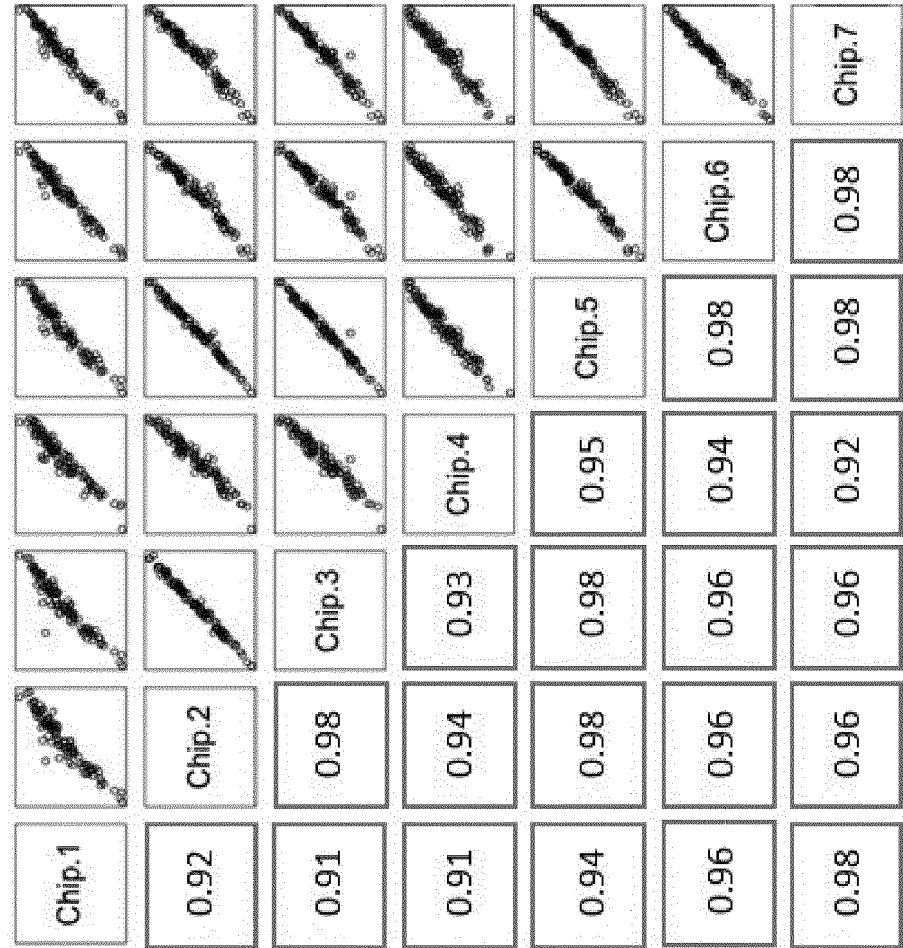 0.98 0.96 0.94 0.91 0.91 0.92 Chip.1
0.96 0.96 0.98 0.94 0.98 Chip.2
0.96 0.96 0.98 0.93 Chip.3
0.92 0.94 0.95 Chip.4
0.98 0.98 Chip.5
0.98 Chip.6
Chip.7